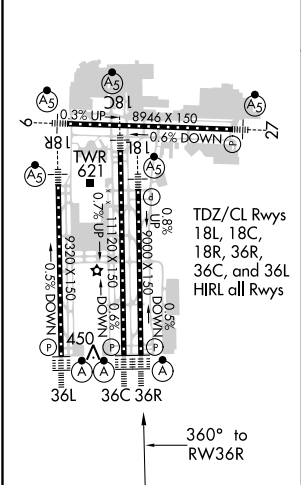 A5
A5
18C
0.3% UP
8946 X 150
9
27
0.6% DOWN
A5
P
18R
18L
TWR
621
A5
A5
P
0.7% UP
0.8%
UP
9320 X 150
11120 X 150
9000 X 150
0.5%
DOWN
0.6%
DOWN
0.5%
DOWN
450
P
P
P
A
A
A
36L
36C
36R
TDZ/CL Rwys
18L, 18C,
18R, 36R,
36C, and 36L
HIRL all Rwys
360° to
RW36R